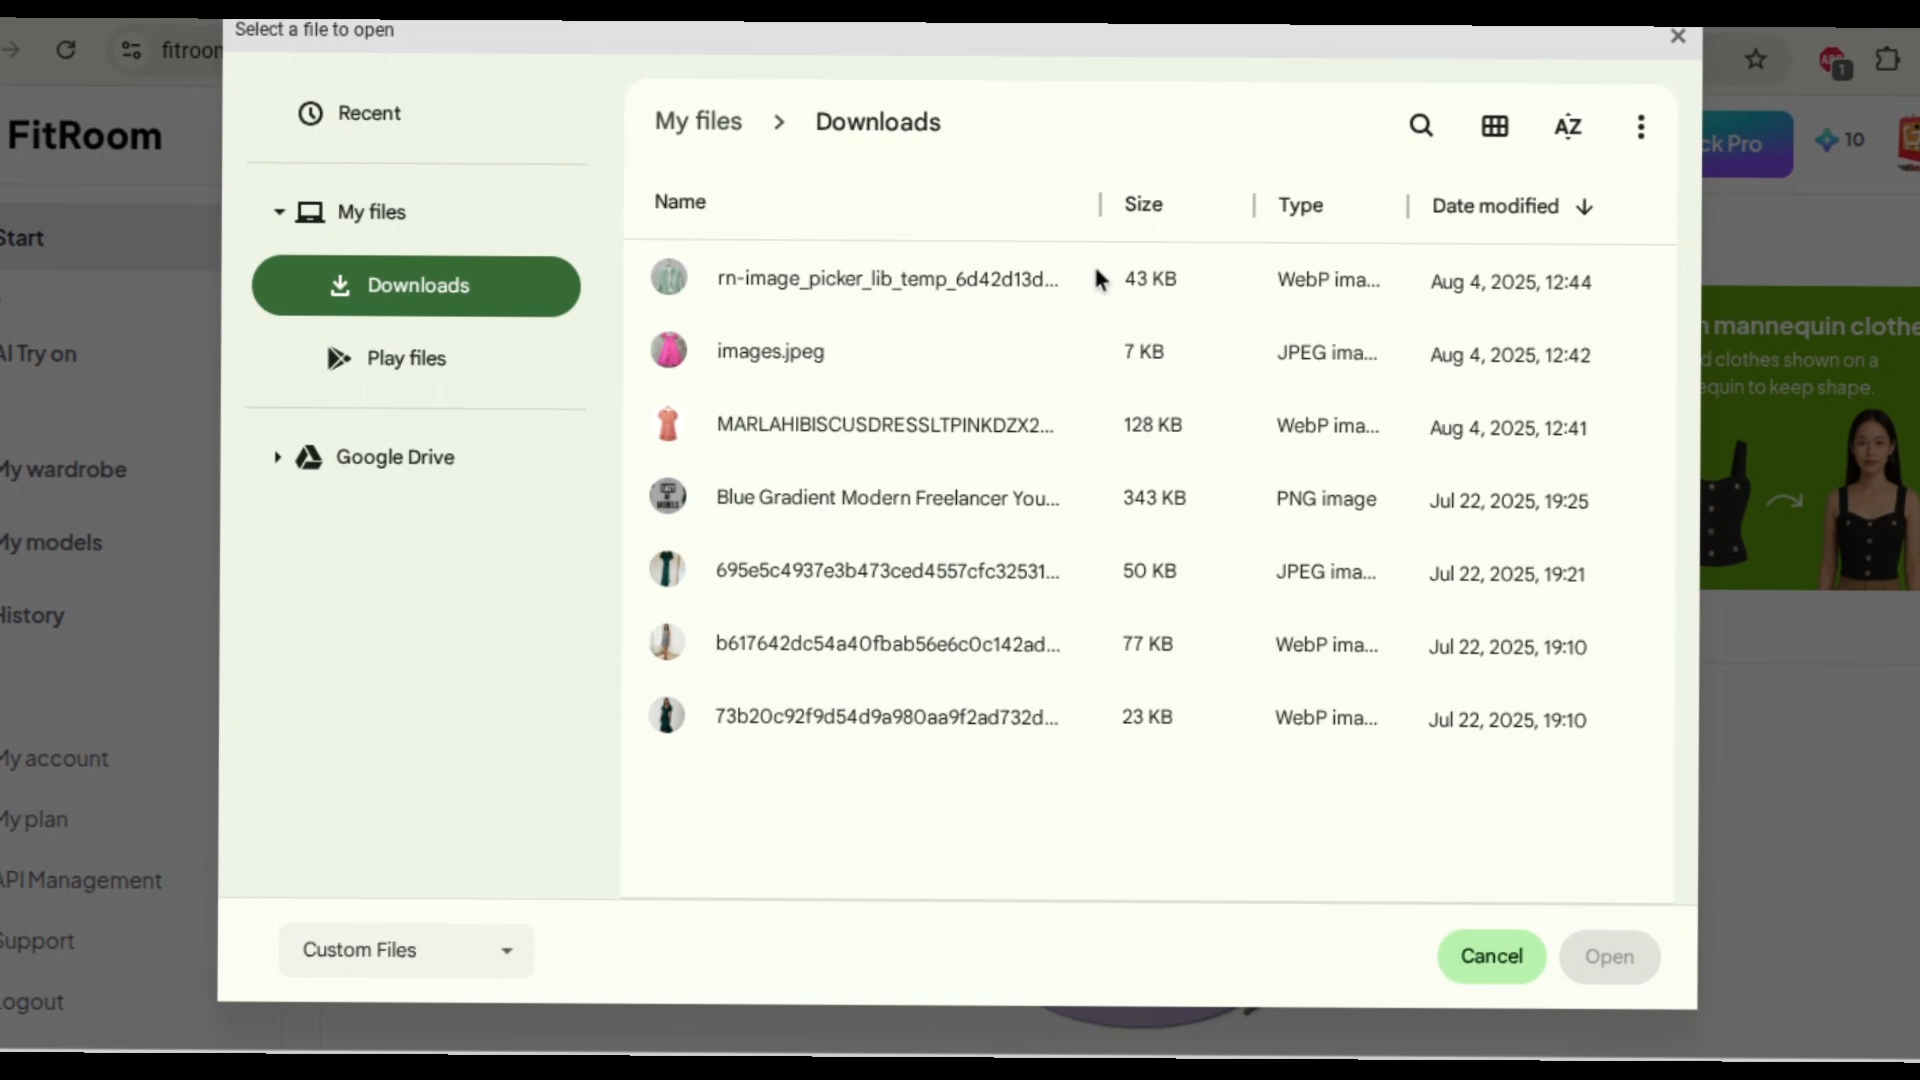 Select a file to open
fitroom
FitRoom
Start
AI Try on
My wardrobe
My models
History
My account
My plan
API Management
Support
Logout
Recent
My files
Downloads
Play files
Google Drive
My files > Downloads
AZ
Name Size Type Date modified
rn-image_picker_lib_temp_6d42d13d... 43 KB WebP ima... Aug 4, 2025, 12:44
images.jpeg 7 KB JPEG ima... Aug 4, 2025, 12:42
MARLAHIBISCUSDRESSLTPINKDZX2... 128 KB WebP ima... Aug 4, 2025, 12:41
Blue Gradient Modern Freelancer You... 343 KB PNG image Jul 22, 2025, 19:25
695e5c4937e3b473ced4557cfc32531... 50 KB JPEG ima... Jul 22, 2025, 19:21
b617642dc54a40fbab56e6c0c142ad... 77 KB WebP ima... Jul 22, 2025, 19:10
73b20c92f9d54d9a980aa9f2ad732d... 23 KB WebP ima... Jul 22, 2025, 19:10
Custom Files
Cancel
Open
1
ck Pro
10
n mannequin clothe
d clothes shown on a
equin to keep shape.